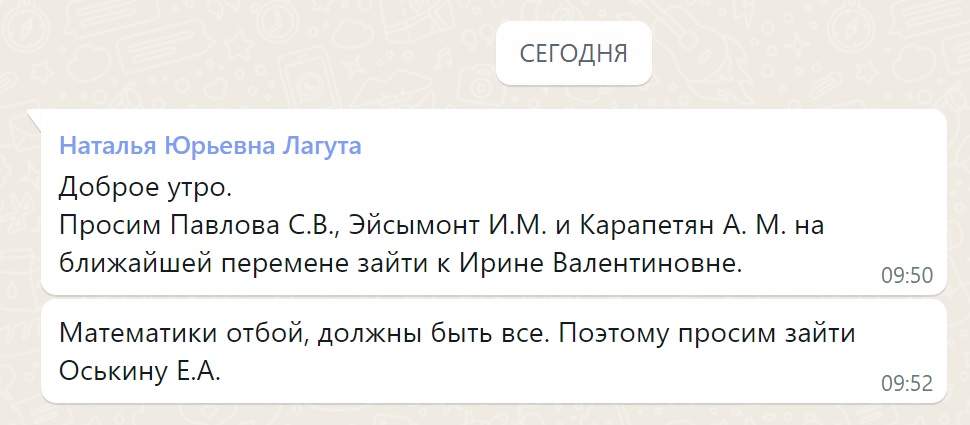 СЕГОДНЯ
Наталья Юрьевна Лагута
Доброе утро.
Просим Павлова С.В., Эйсымонт И.М. и Карапетян А. М. на
ближайшей перемене зайти к Ирине Валентиновне.
09:50
Математики отбой, должны быть все. Поэтому просим зайти
Оськину Е.А.
09:52